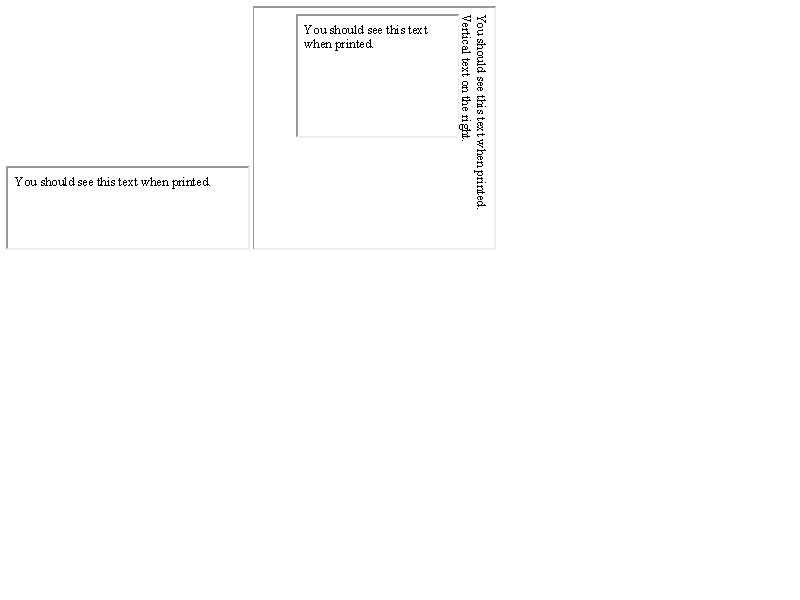 You should see this text when printed.
You should see this text when printed.
Vertical text on the right.
You should see this text
when printed.